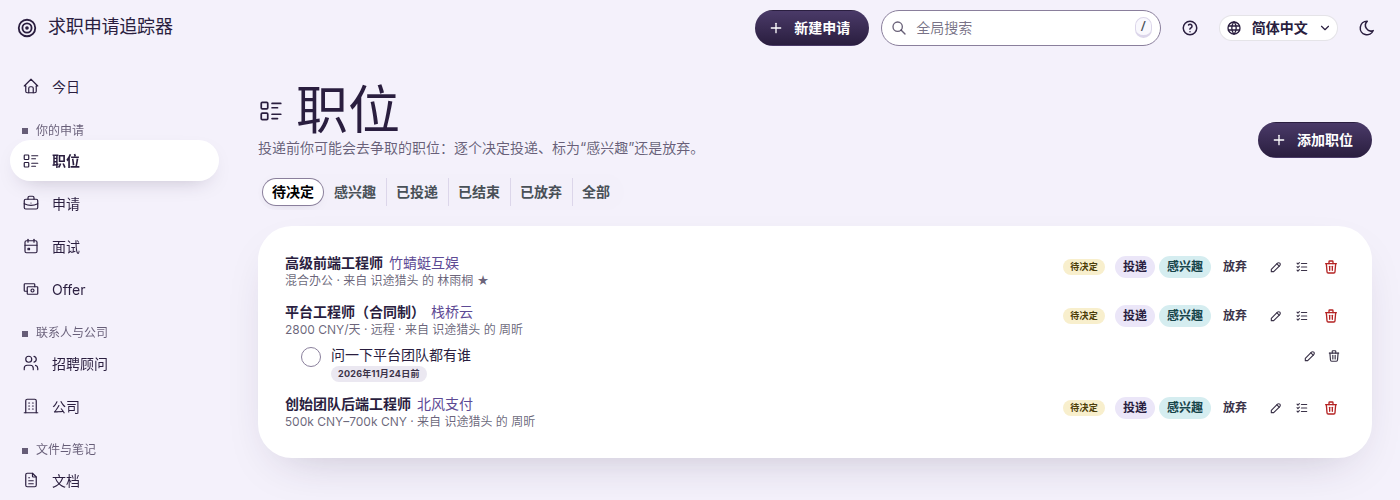 求职申请追踪器
新建申请
全局搜索
/
简体中文
今日
你的申请
职位
申请
面试
Offer
联系人与公司
招聘顾问
公司
文件与笔记
文档
职位
投递前你可能会去争取的职位：逐个决定投递、标为“感兴趣”还是放弃。
添加职位
待决定 感兴趣 已投递 已结束 已放弃 全部
高级前端工程师 竹蜻蜓互娱
混合办公 · 来自 识途猎头 的 林雨桐 ★
待决定 投递 感兴趣 放弃
平台工程师（合同制） 栈桥云
2800 CNY/天 · 远程 · 来自 识途猎头 的 周昕
待决定 投递 感兴趣 放弃
问一下平台团队都有谁
2026年11月24日前
创始团队后端工程师 北风支付
500k CNY–700k CNY · 来自 识途猎头 的 周昕
待决定 投递 感兴趣 放弃